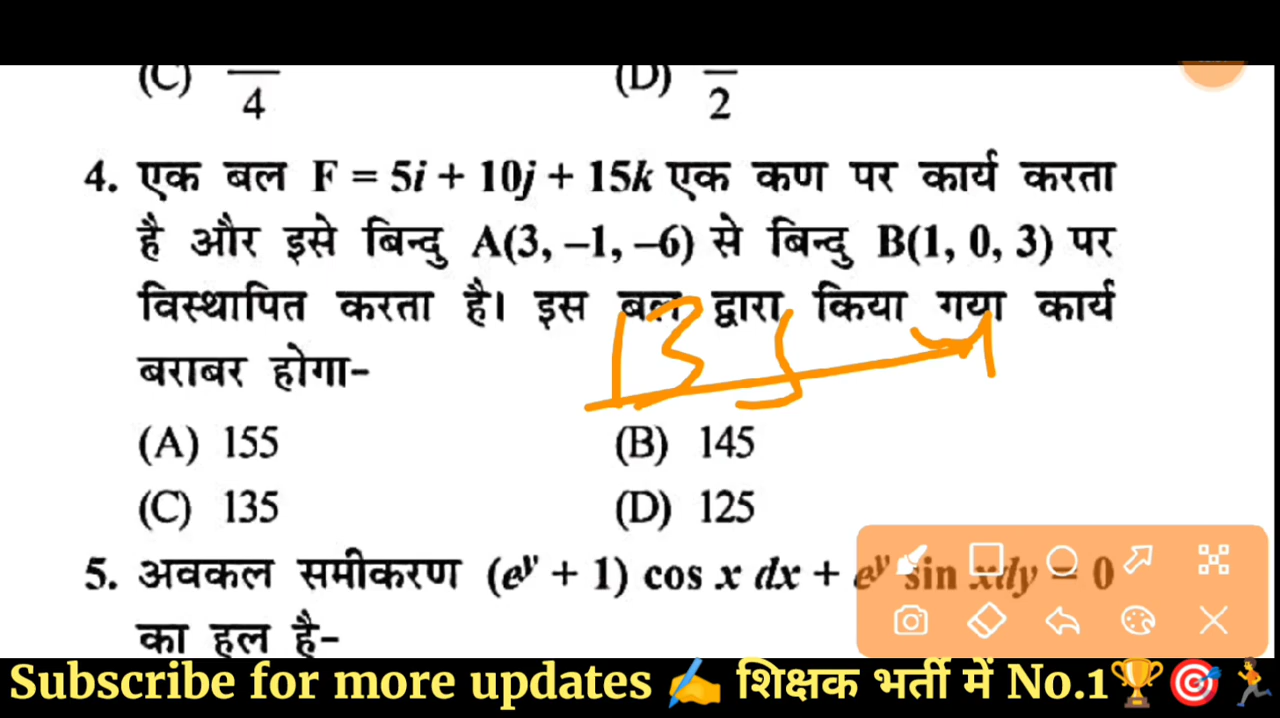 (C) 4 (D) 2
4. एक बल F = 5i + 10j + 15k एक कण पर कार्य करता
है और इसे बिन्दु A(3, –1, –6) से बिन्दु B(1, 0, 3) पर
विस्थापित करता है। इस बल द्वारा किया गया कार्य
बराबर होगा–
(A) 155 (B) 145
(C) 135 (D) 125
5. अवकल समीकरण (eʸ + 1) cos x dx + eʸ sin xdy = 0
का हल है–
Subscribe for more updates ✍️ शिक्षक भर्ती में No.1🏆🎯🏃